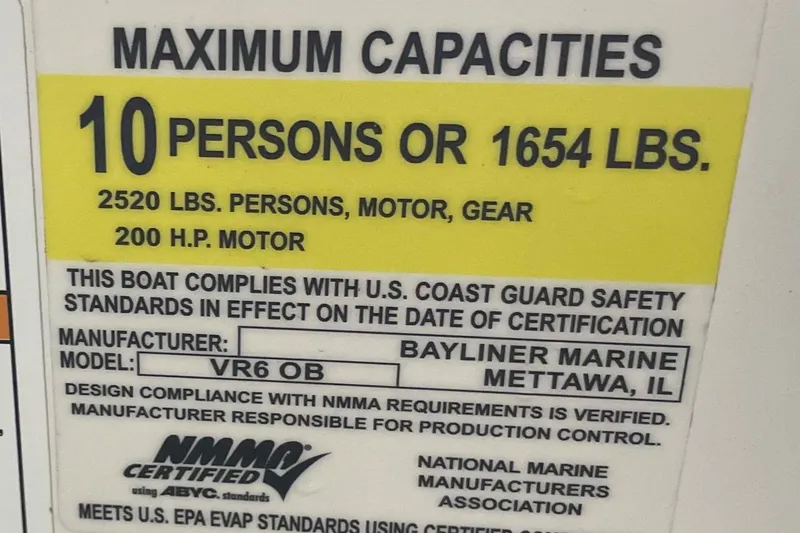 MAXIMUM CAPACITIES
10 PERSONS OR 1654 LBS.
2520 LBS. PERSONS, MOTOR, GEAR
200 H.P. MOTOR
THIS BOAT COMPLIES WITH U.S. COAST GUARD SAFETY
STANDARDS IN EFFECT ON THE DATE OF CERTIFICATION
MANUFACTURER: BAYLINER MARINE
MODEL: VR6 OB METTAWA, IL
DESIGN COMPLIANCE WITH NMMA REQUIREMENTS IS VERIFIED.
MANUFACTURER RESPONSIBLE FOR PRODUCTION CONTROL.
NMMA®
CERTIFIED
using ABYC. standards
NATIONAL MARINE
MANUFACTURERS
ASSOCIATION
MEETS U.S. EPA EVAP STANDARDS USING CERTIFIED